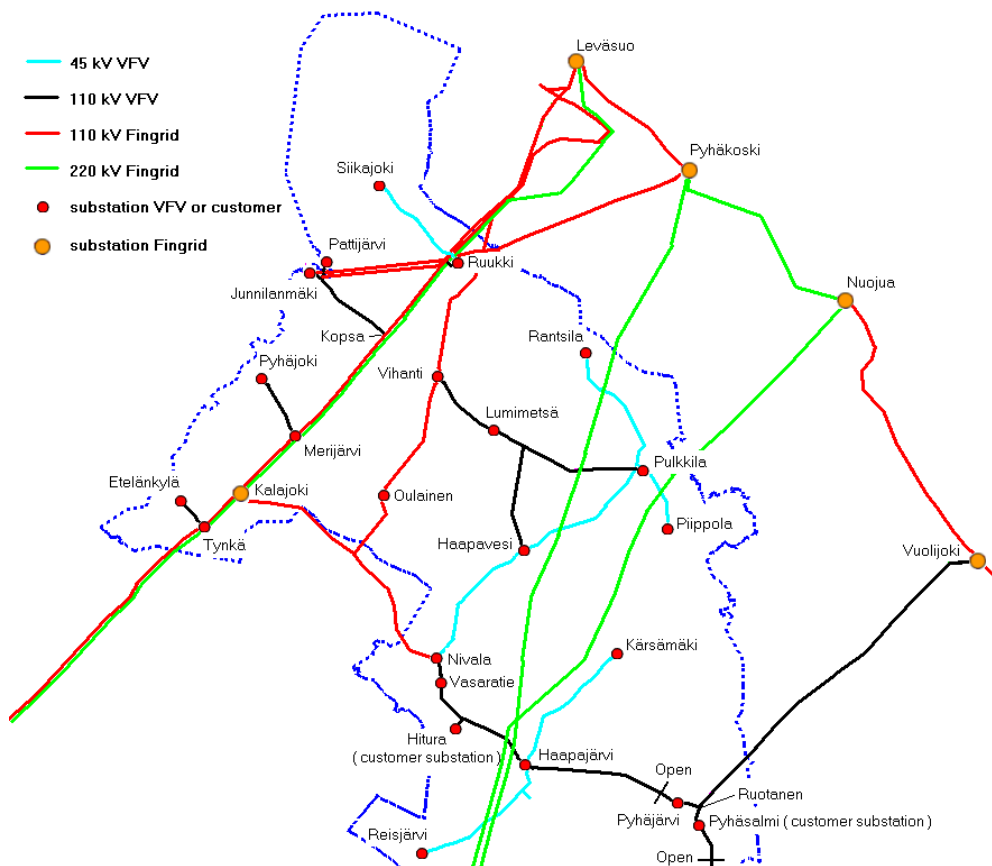 Leväsuo
45 kV VFV
110 kV VFV
110 kV Fingrid
220 kV Fingrid
substation VFV or customer
substation Fingrid
Pyhäkoski
Siikajoki
Pattijärvi
Ruukki
Junnilanmäki
Nuojua
Kopsa
Rantsila
Pyhäjoki
Vihanti
Lumimetsä
Merijärvi
Pulkkila
Etelänkylä
Kalajoki
Oulainen
Piippola
Tynkä
Haapavesi
Vuolijoki
Kärsämäki
Nivala
Vasaratie
Hitura
( customer substation )
Haapajärvi
Open
Ruotanen
Pyhäjärvi
Pyhäsalmi ( customer substation )
Reisjärvi
Open